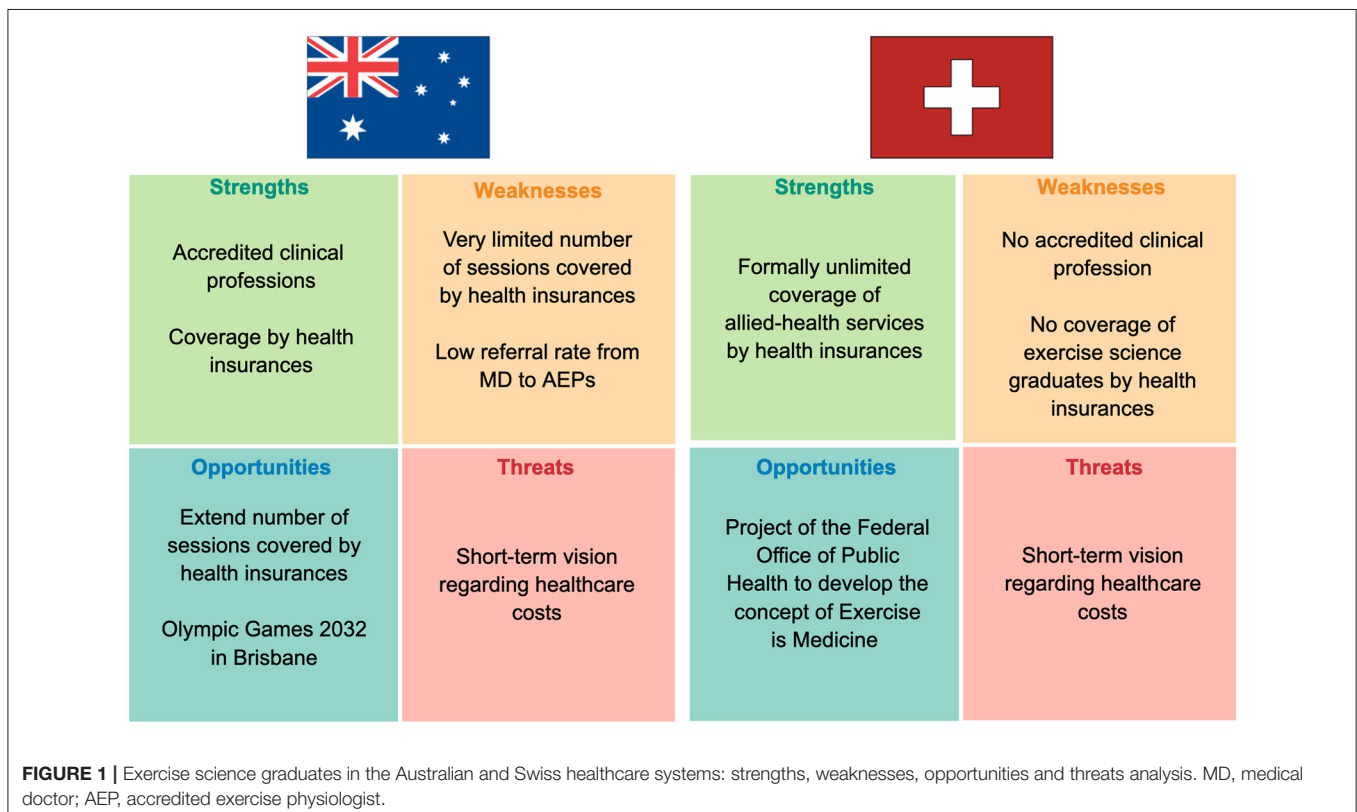 Strengths
Accredited clinical
professions
Coverage by health
insurances
Weaknesses
Very limited number
of sessions covered
by health insurances
Low referral rate from
MD to AEPs
Opportunities
Extend number of
sessions covered by
health insurances
Olympic Games 2032
in Brisbane
Threats
Short-term vision
regarding healthcare
costs
Strengths
Formally unlimited
coverage of
allied-health services
by health insurances
Weaknesses
No accredited clinical
profession
No coverage of
exercise science
graduates by health
insurances
Opportunities
Project of the Federal
Office of Public
Health to develop the
concept of Exercise
is Medicine
Threats
Short-term vision
regarding healthcare
costs
FIGURE 1 | Exercise science graduates in the Australian and Swiss healthcare systems: strengths, weaknesses, opportunities and threats analysis. MD, medical
doctor; AEP, accredited exercise physiologist.